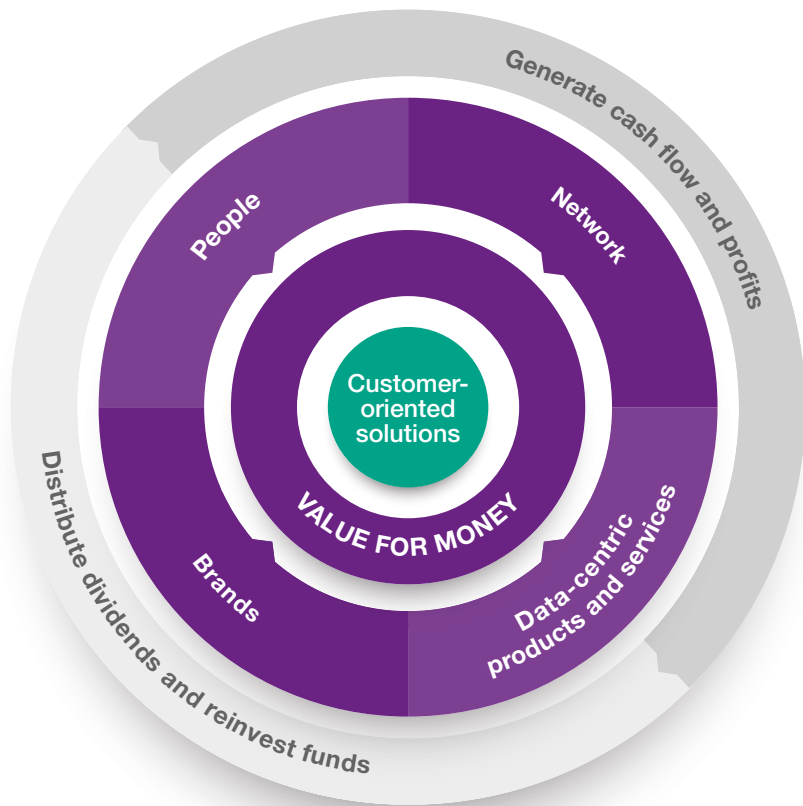 Generate cash flow and profits
People
Network
Customer-
oriented
solutions
VALUE FOR MONEY
Brands
Data-centric
products and services
Distribute dividends and reinvest funds